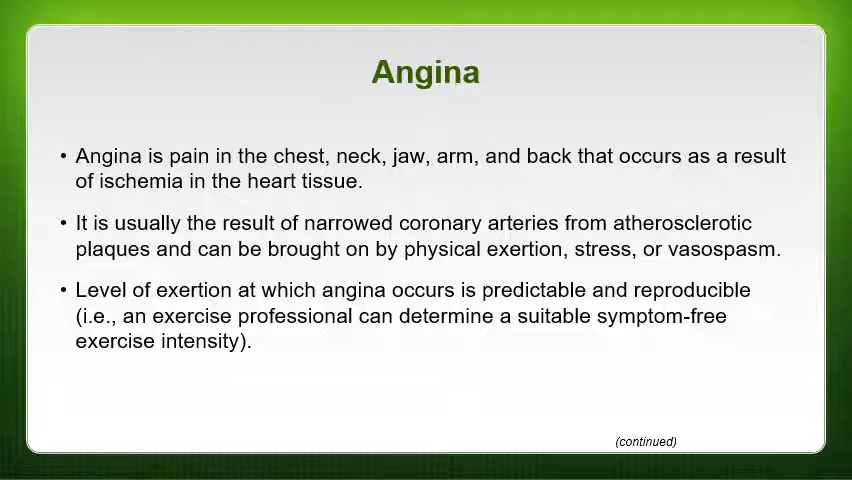 Angina
• Angina is pain in the chest, neck, jaw, arm, and back that occurs as a result
of ischemia in the heart tissue.
• It is usually the result of narrowed coronary arteries from atherosclerotic
plaques and can be brought on by physical exertion, stress, or vasospasm.
• Level of exertion at which angina occurs is predictable and reproducible
(i.e., an exercise professional can determine a suitable symptom-free
exercise intensity).
(continued)